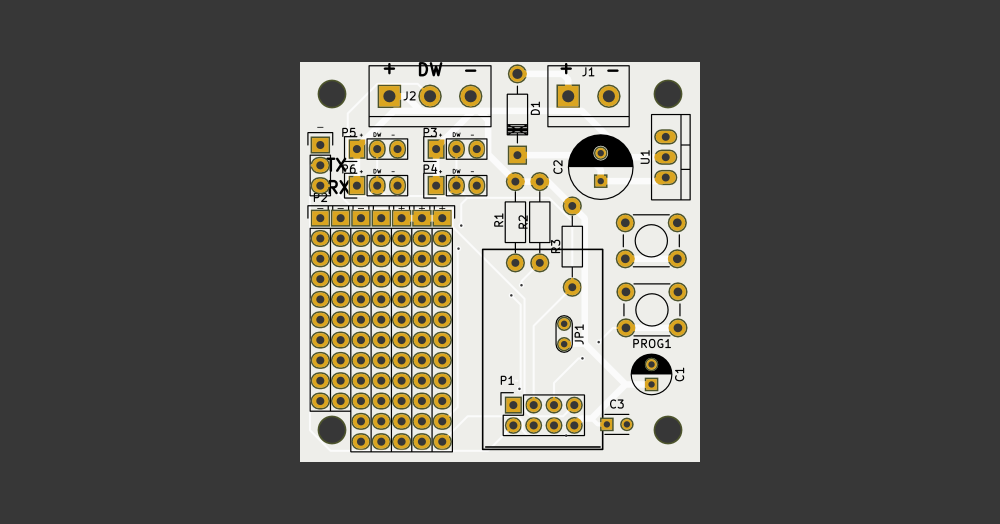 + DW - + J1 -
J2 D1
-
P5 + DW - P3 + DW -
TX C2 U1
P6 + DW - P4 + DW -
RX
P2
- - - - + + +
R1 R2
R3
JP1
PROG1
P1 C1
C3